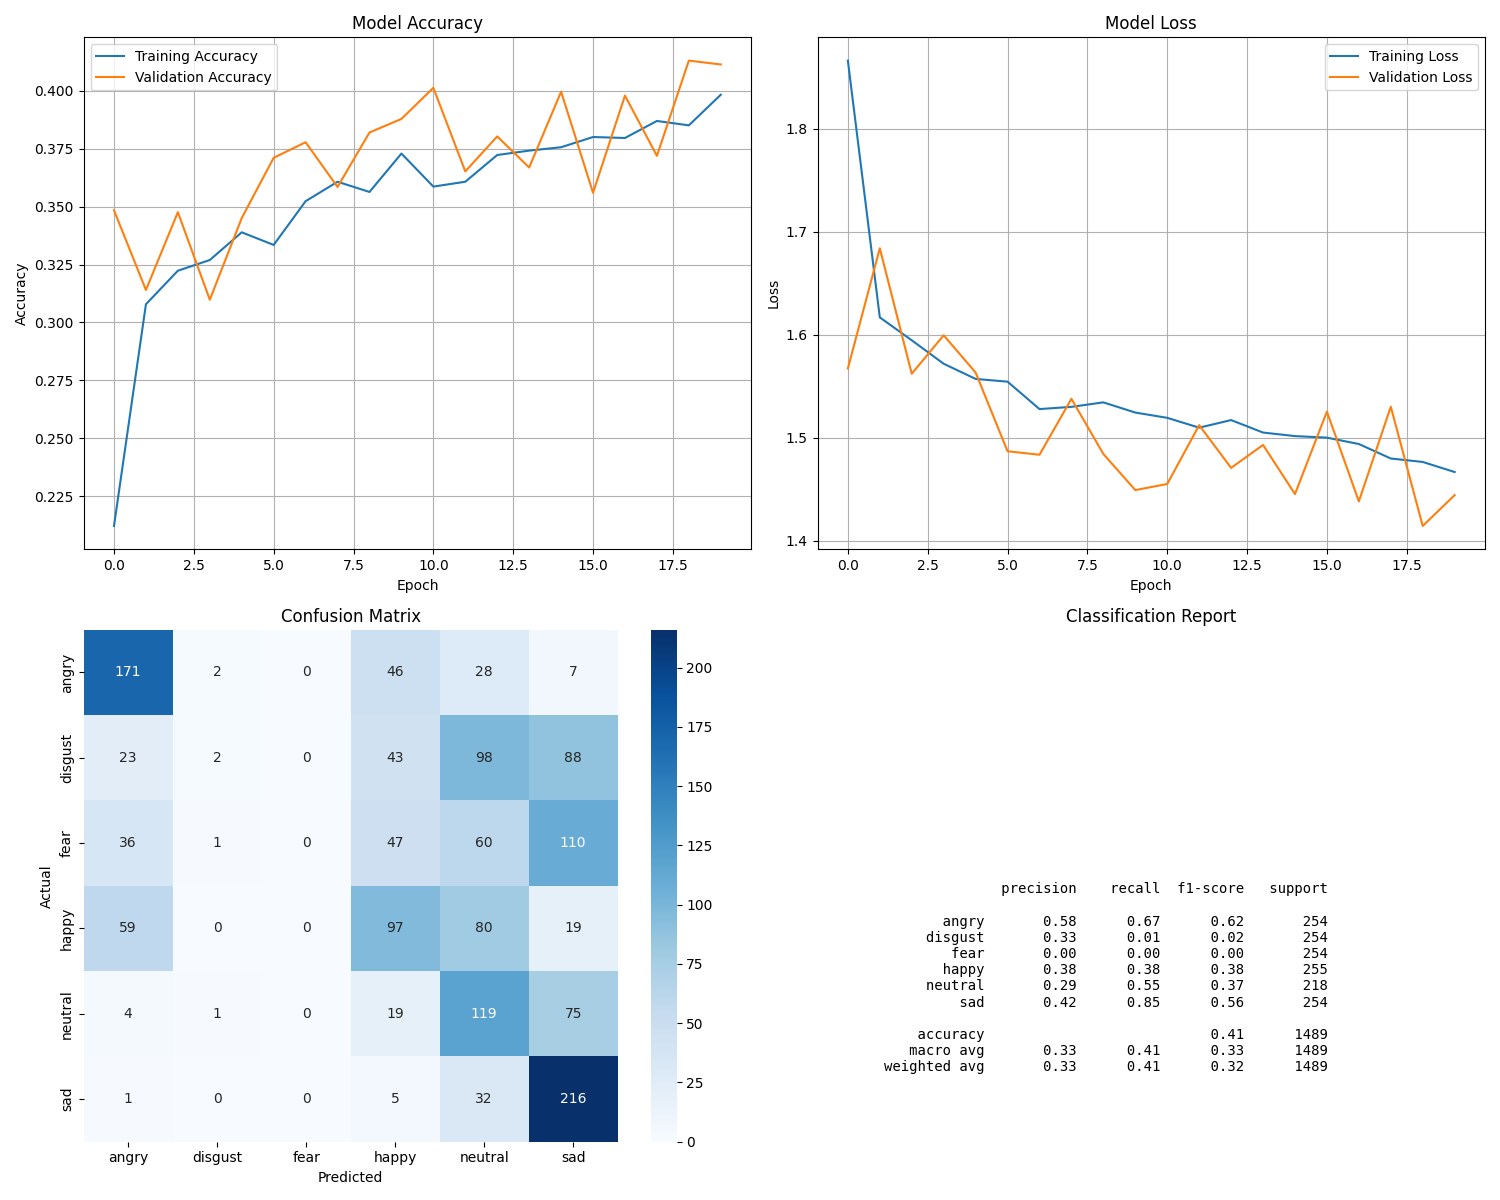 Model Accuracy
Training Accuracy
Validation Accuracy
0.400
0.375
0.350
0.325
0.300
0.275
0.250
0.225
Accuracy
0.0 2.5 5.0 7.5 10.0 12.5 15.0 17.5
Epoch
Model Loss
Training Loss
Validation Loss
1.8
1.7
1.6
1.5
1.4
Loss
0.0 2.5 5.0 7.5 10.0 12.5 15.0 17.5
Epoch
Confusion Matrix
angry 171 2 0 46 28 7
disgust 23 2 0 43 98 88
fear 36 1 0 47 60 110
happy 59 0 0 97 80 19
neutral 4 1 0 19 119 75
sad 1 0 0 5 32 216
Actual
angry disgust fear happy neutral sad
Predicted
200
175
150
125
100
75
50
25
0
Classification Report
precision recall f1-score support
angry 0.58 0.67 0.62 254
disgust 0.33 0.01 0.02 254
fear 0.00 0.00 0.00 254
happy 0.38 0.38 0.38 255
neutral 0.29 0.55 0.37 218
sad 0.42 0.85 0.56 254
accuracy 0.41 1489
macro avg 0.33 0.41 0.33 1489
weighted avg 0.33 0.41 0.32 1489